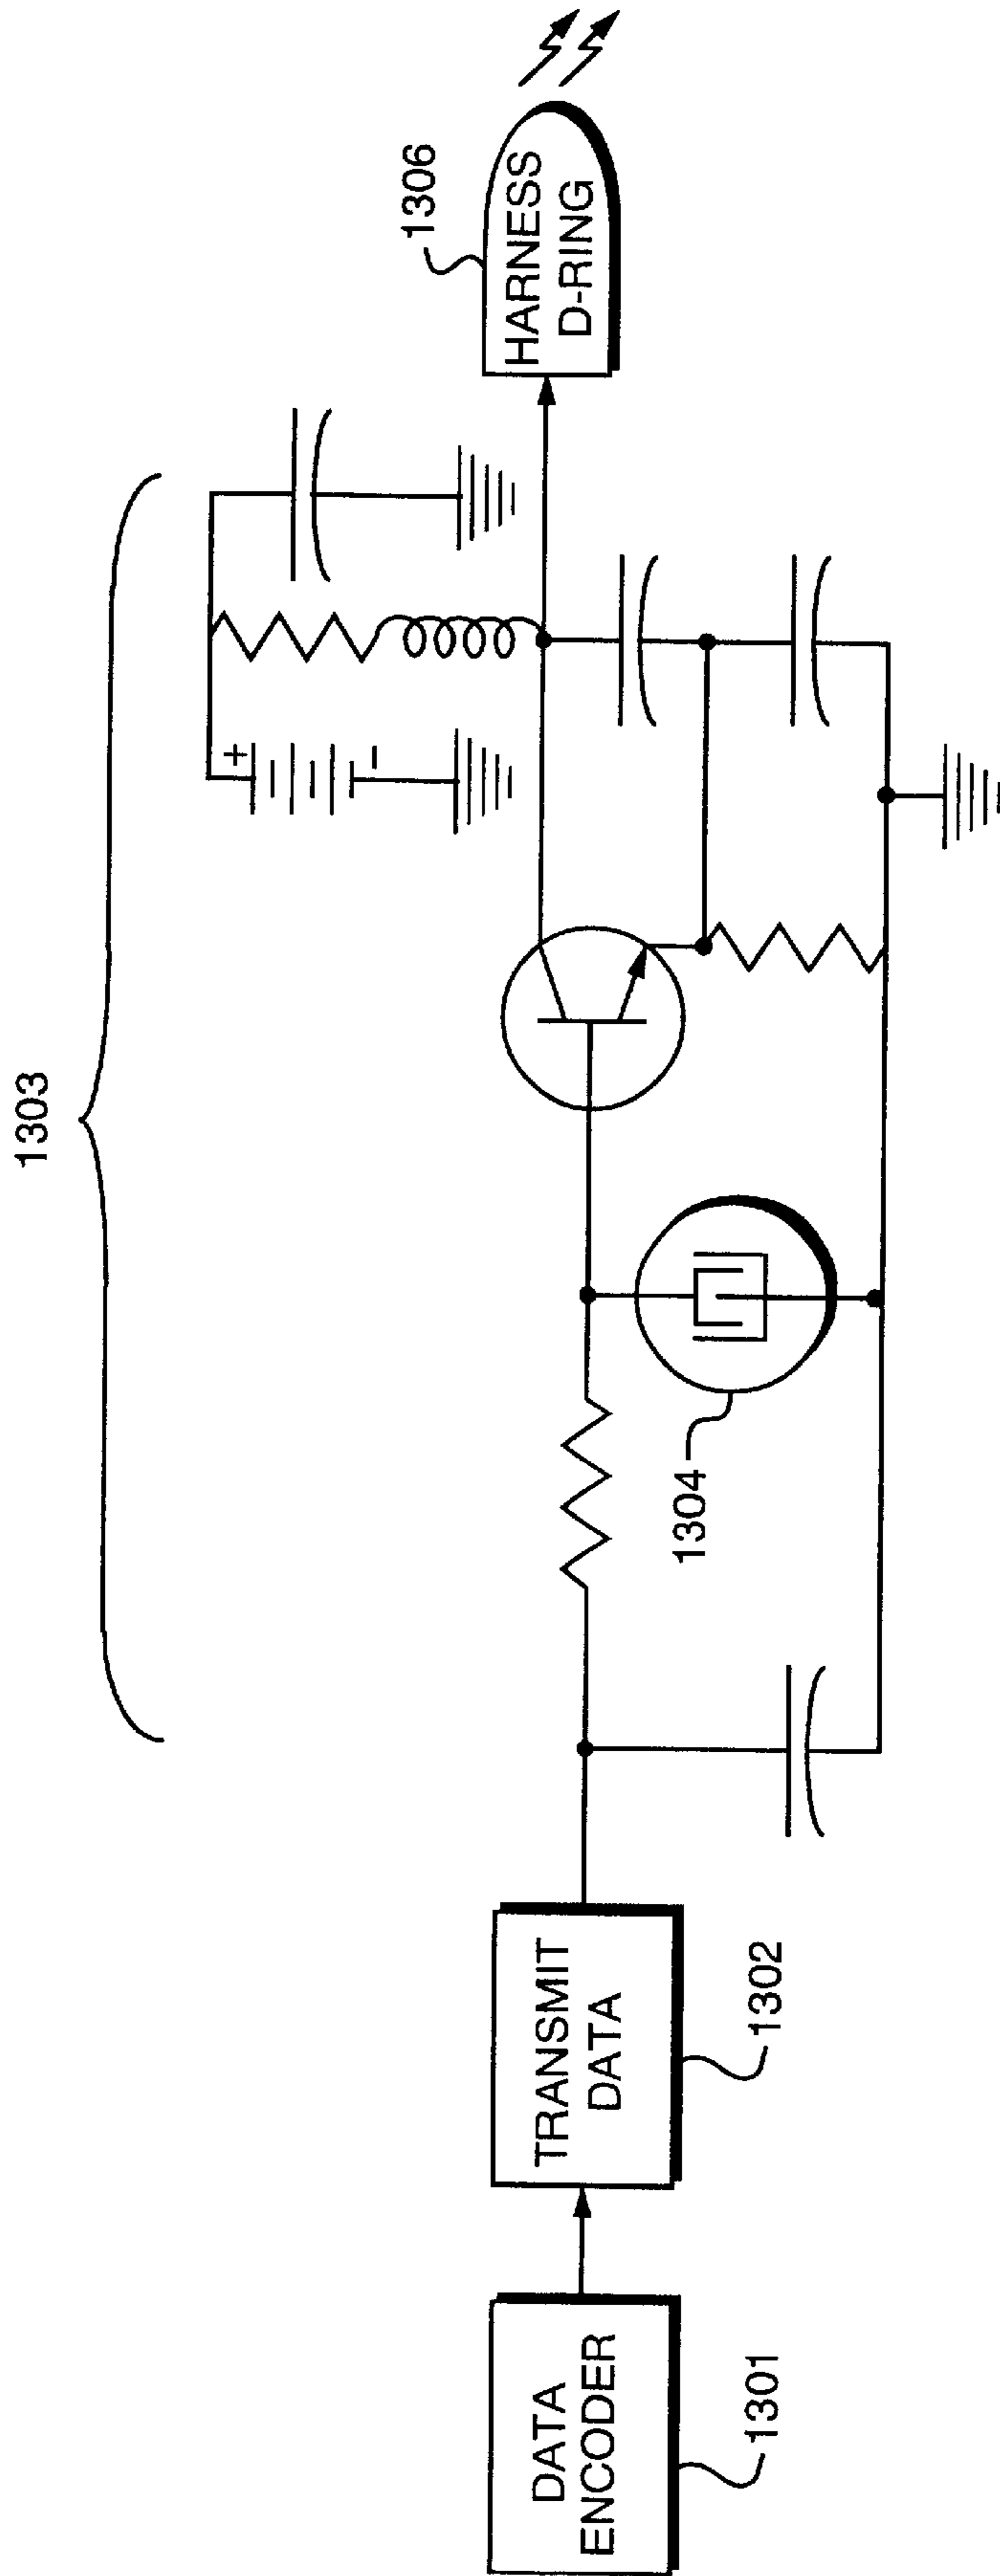 1303
DATA
ENCODER
1301
TRANSMIT
DATA
1302
1304
+
-
HARNESS
D-RING
1306